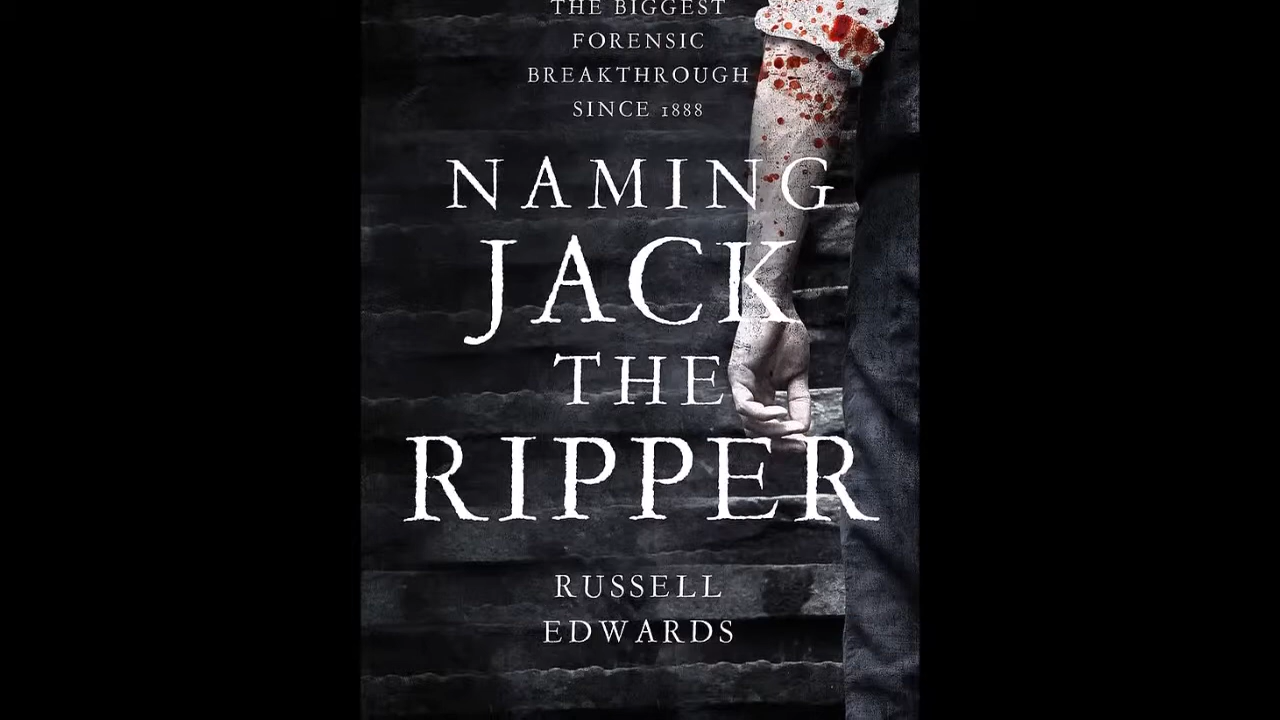 THE BIGGEST
FORENSIC
BREAKTHROUGH
SINCE 1888
NAMING
JACK
THE
RIPPER
RUSSELL
EDWARDS